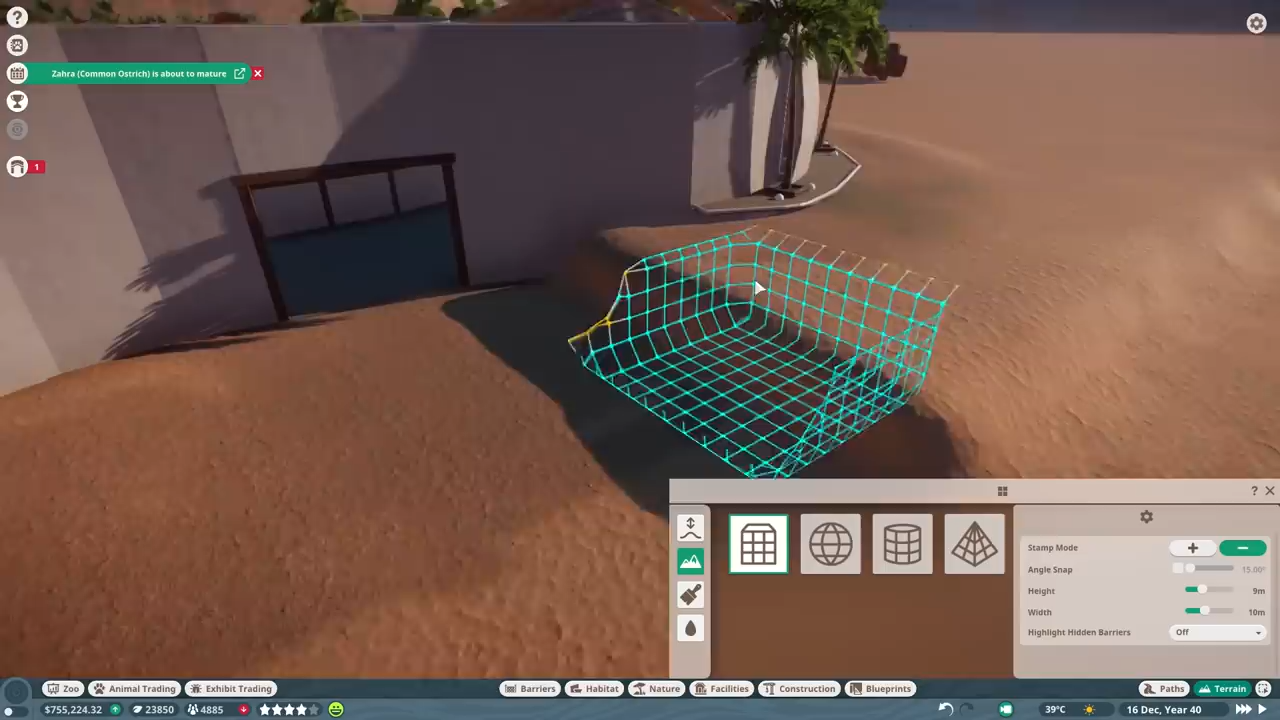 ?
Zahra (Common Ostrich) is about to mature
1
?
Stamp Mode
Angle Snap 15.00°
Height 9m
Width 10m
Highlight Hidden Barriers Off
Zoo Animal Trading Exhibit Trading Barriers Habitat Nature Facilities Construction Blueprints Paths Terrain
$755,224.32 23850 4885 39°C 16 Dec, Year 40